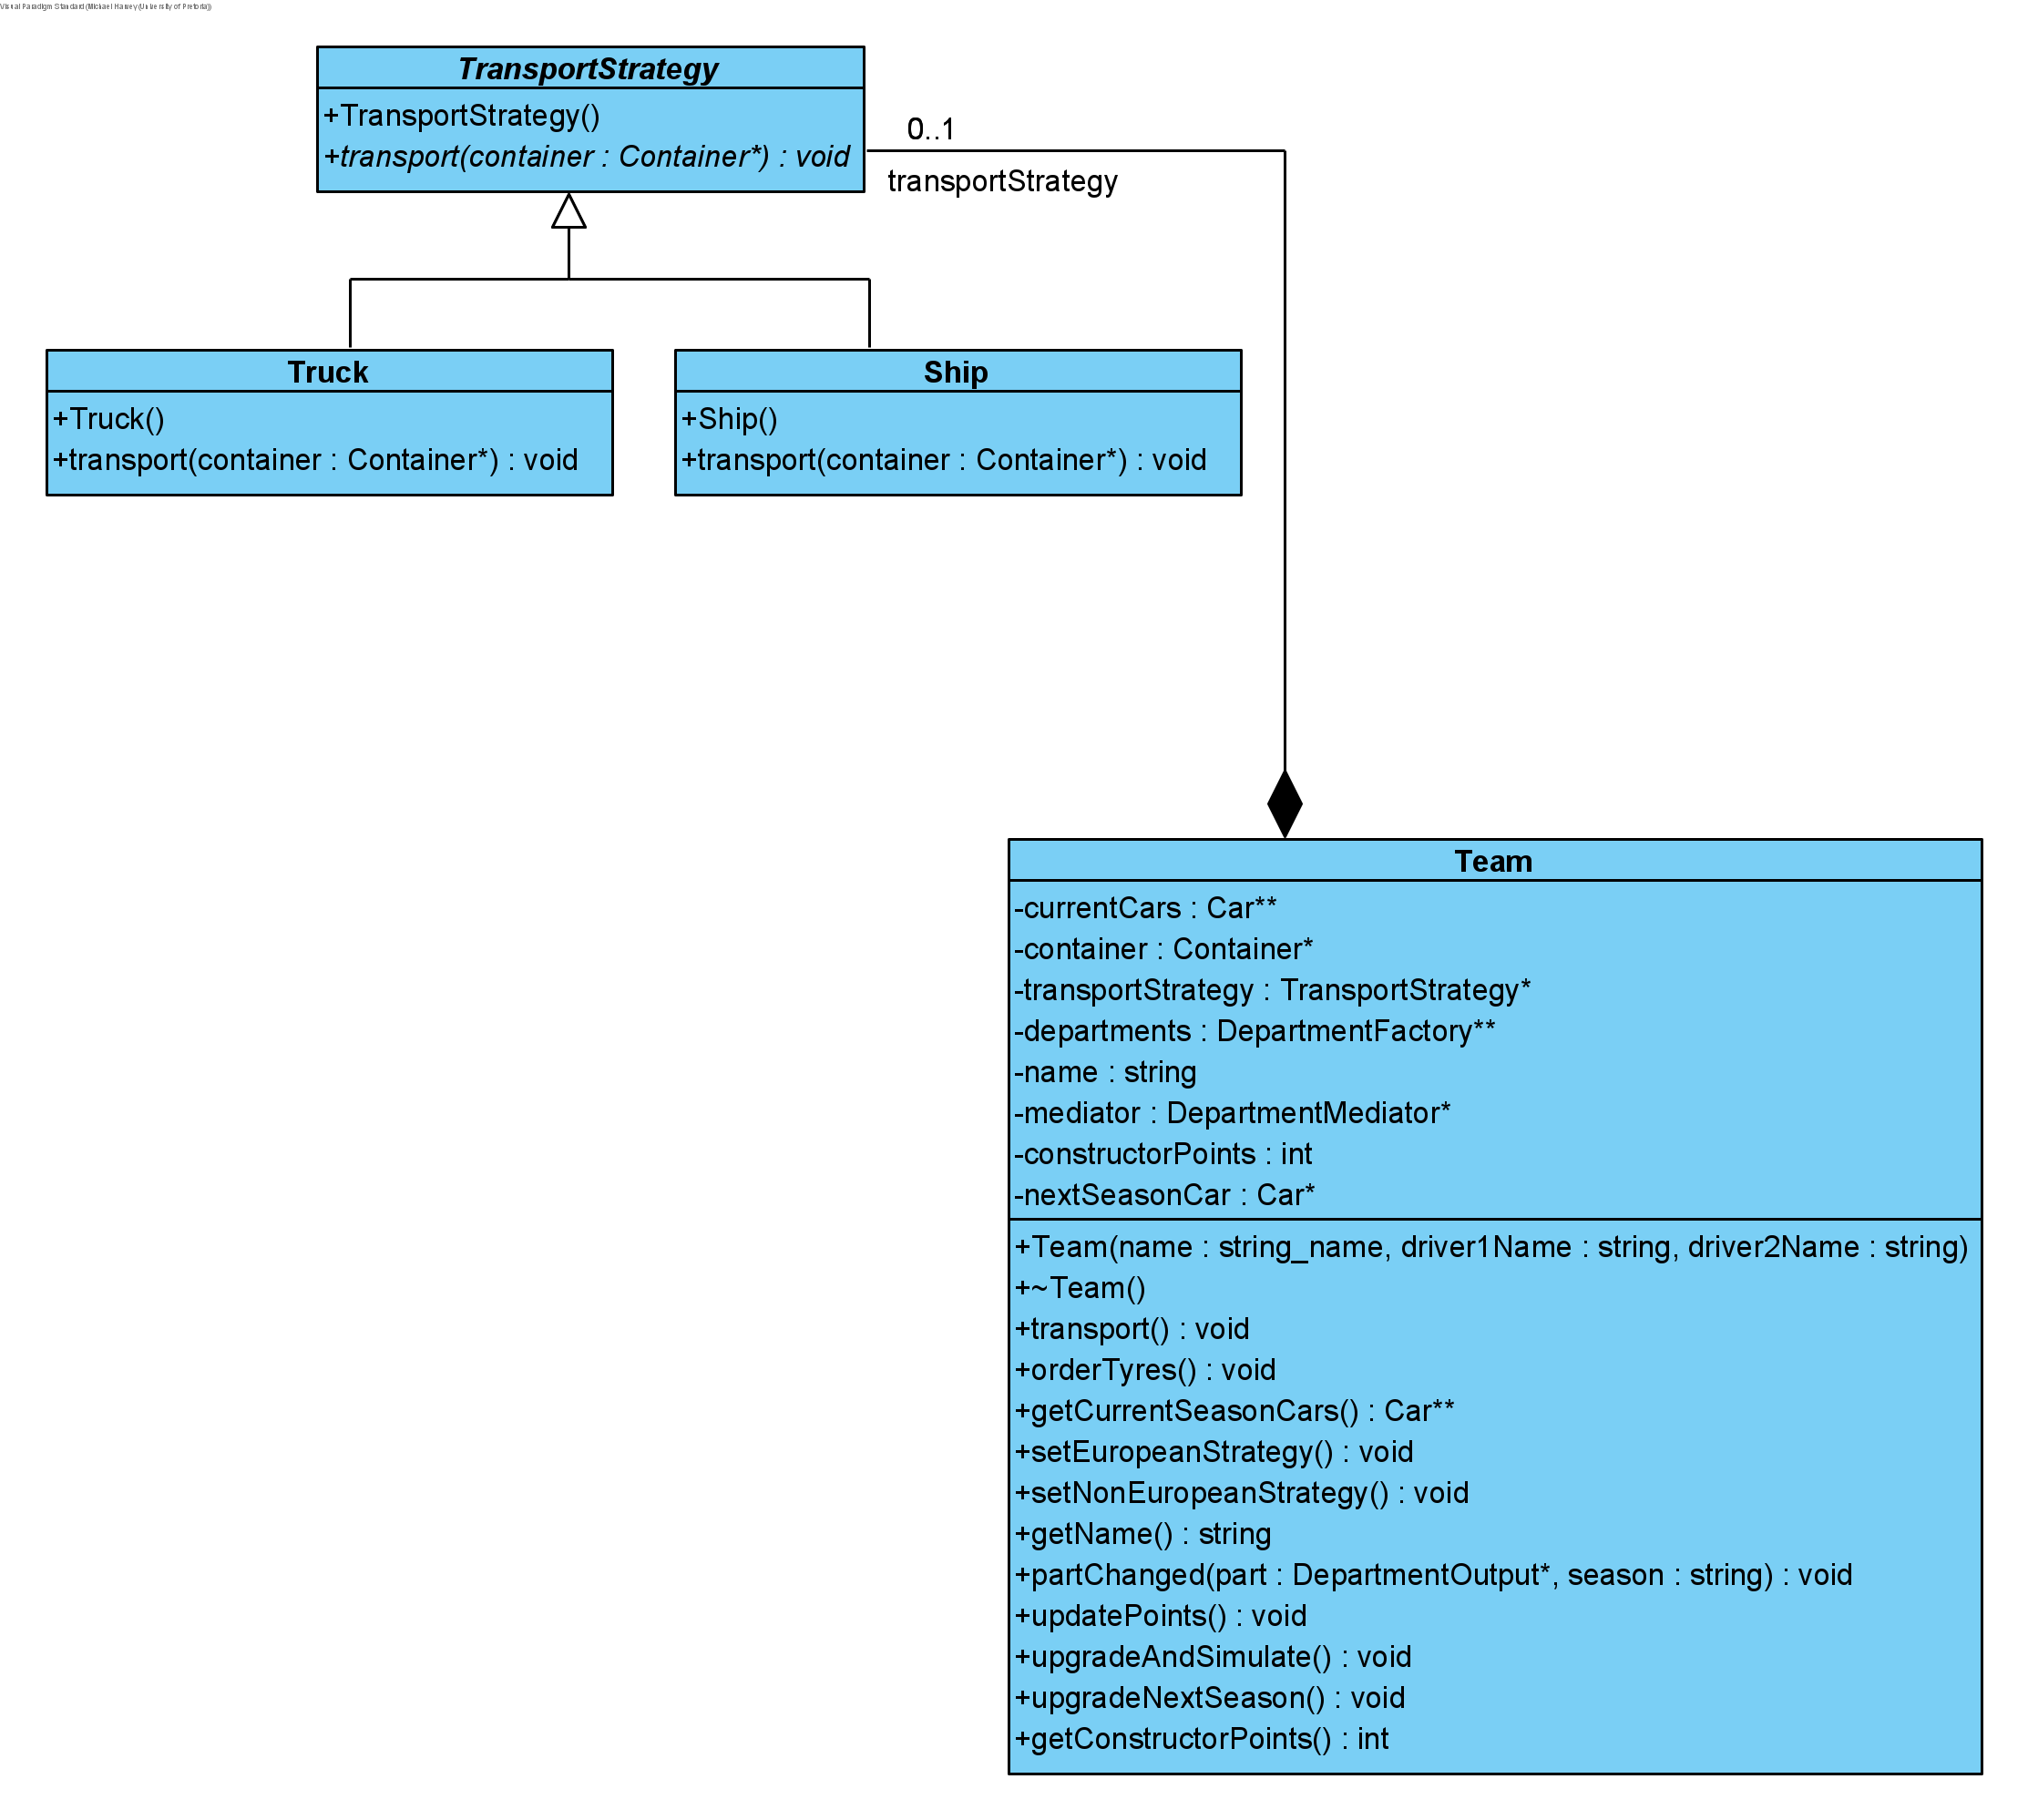 Visual Paradigm Standard (Michael Harvey (University of Pretoria))
TransportStrategy
+TransportStrategy()
+transport(container : Container*) : void
0..1
transportStrategy
Truck
+Truck()
+transport(container : Container*) : void
Ship
+Ship()
+transport(container : Container*) : void
Team
-currentCars : Car**
-container : Container*
-transportStrategy : TransportStrategy*
-departments : DepartmentFactory**
-name : string
-mediator : DepartmentMediator*
-constructorPoints : int
-nextSeasonCar : Car*
+Team(name : string_name, driver1Name : string, driver2Name : string)
+~Team()
+transport() : void
+orderTyres() : void
+getCurrentSeasonCars() : Car**
+setEuropeanStrategy() : void
+setNonEuropeanStrategy() : void
+getName() : string
+partChanged(part : DepartmentOutput*, season : string) : void
+updatePoints() : void
+upgradeAndSimulate() : void
+upgradeNextSeason() : void
+getConstructorPoints() : int